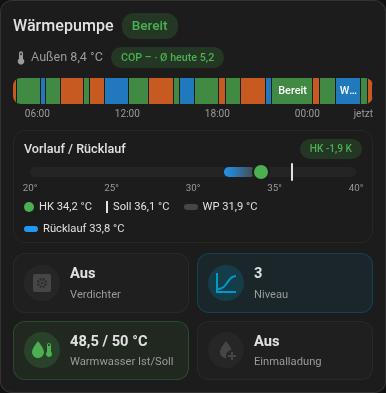 Wärmepumpe Bereit
Außen 8,4 °C COP – · Ø heute 5,2
Bereit W...
06:00 12:00 18:00 00:00 jetzt
Vorlauf / Rücklauf HK -1,9 K
20° 25° 30° 35° 40°
HK 34,2 °C Soll 36,1 °C WP 31,9 °C
Rücklauf 33,8 °C
Aus
Verdichter
3
Niveau
48,5 / 50 °C
Warmwasser Ist/Soll
Aus
Einmalladung